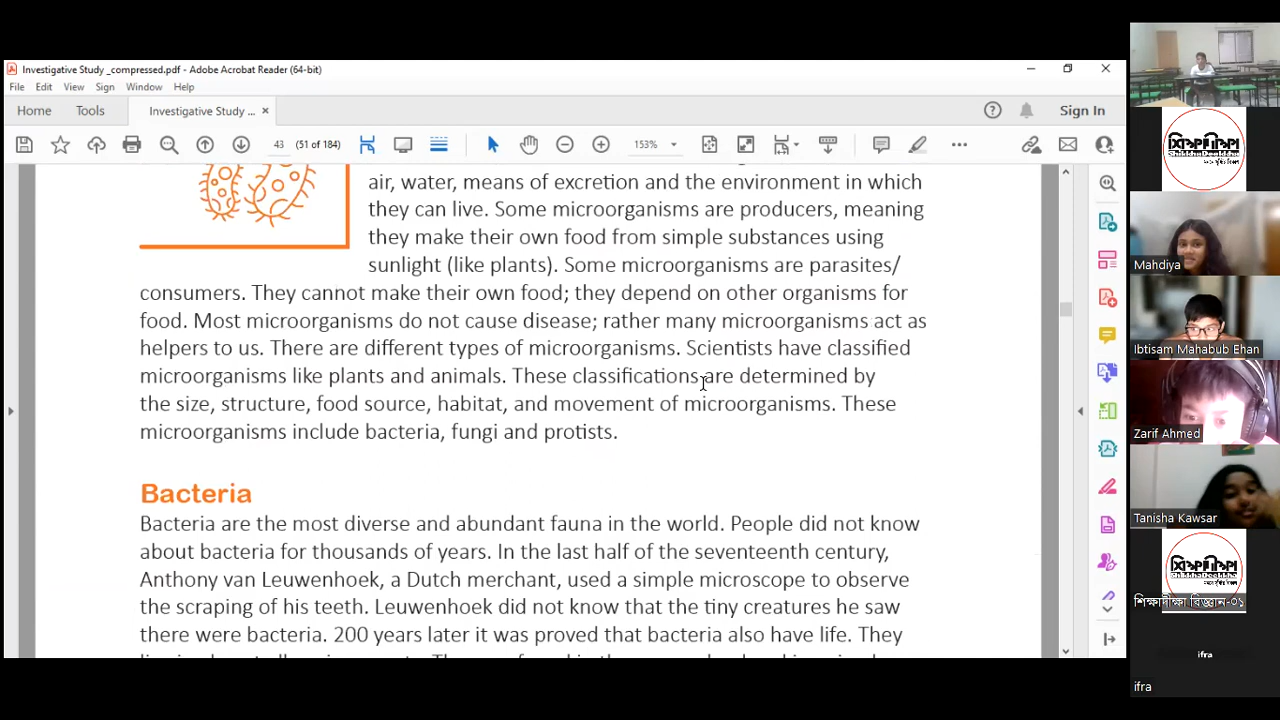 Investigative Study _compressed.pdf - Adobe Acrobat Reader (64-bit)
File Edit View Sign Window Help
Home Tools Investigative Study ... × Sign In
43 (51 of 184) 153%
air, water, means of excretion and the environment in which
they can live. Some microorganisms are producers, meaning
they make their own food from simple substances using
sunlight (like plants). Some microorganisms are parasites/
consumers. They cannot make their own food; they depend on other organisms for
food. Most microorganisms do not cause disease; rather many microorganisms act as
helpers to us. There are different types of microorganisms. Scientists have classified
microorganisms like plants and animals. These classifications are determined by
the size, structure, food source, habitat, and movement of microorganisms. These
microorganisms include bacteria, fungi and protists.
Bacteria
Bacteria are the most diverse and abundant fauna in the world. People did not know
about bacteria for thousands of years. In the last half of the seventeenth century,
Anthony van Leuwenhoek, a Dutch merchant, used a simple microscope to observe
the scraping of his teeth. Leuwenhoek did not know that the tiny creatures he saw
there were bacteria. 200 years later it was proved that bacteria also have life. They
শিক্ষাদীক্ষা
ShikkhaDeekkha
Mahdiya
Ibtisam Mahabub Ehan
Zarif Ahmed
Tanisha Kawsar
শিক্ষাদীক্ষা
ShikkhaDeekkha
শিক্ষাদীক্ষা বিজ্ঞান-০১
ifra
ifra